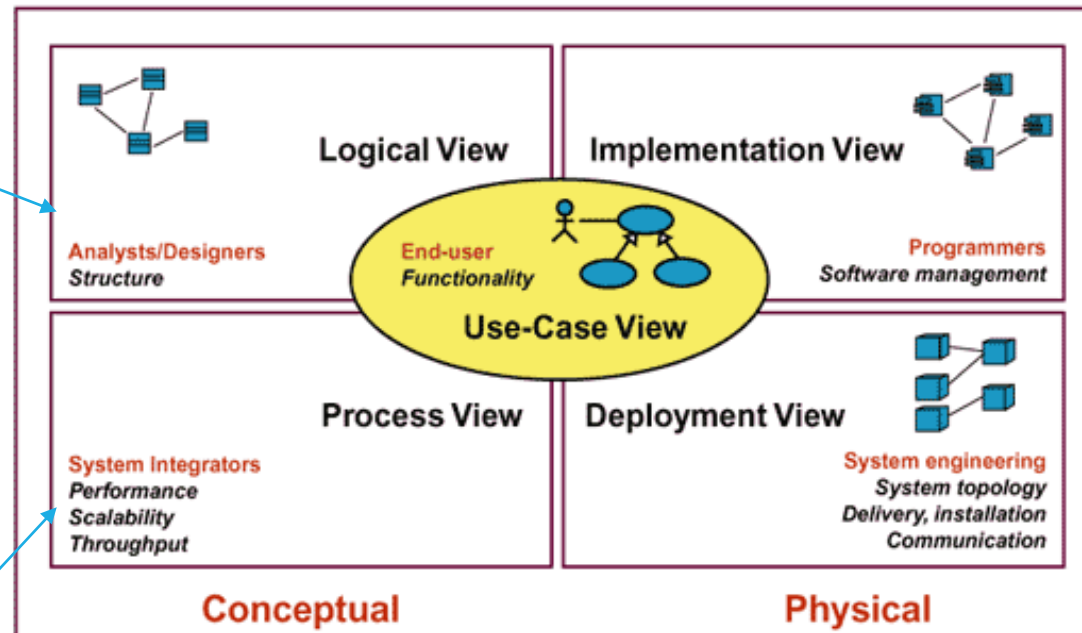 Logical View
Analysts/Designers
Structure
Implementation View
Programmers
Software management
End-user
Functionality
Use-Case View
Process View
System Integrators
Performance
Scalability
Throughput
Deployment View
System engineering
System topology
Delivery, installation
Communication
Conceptual
Physical